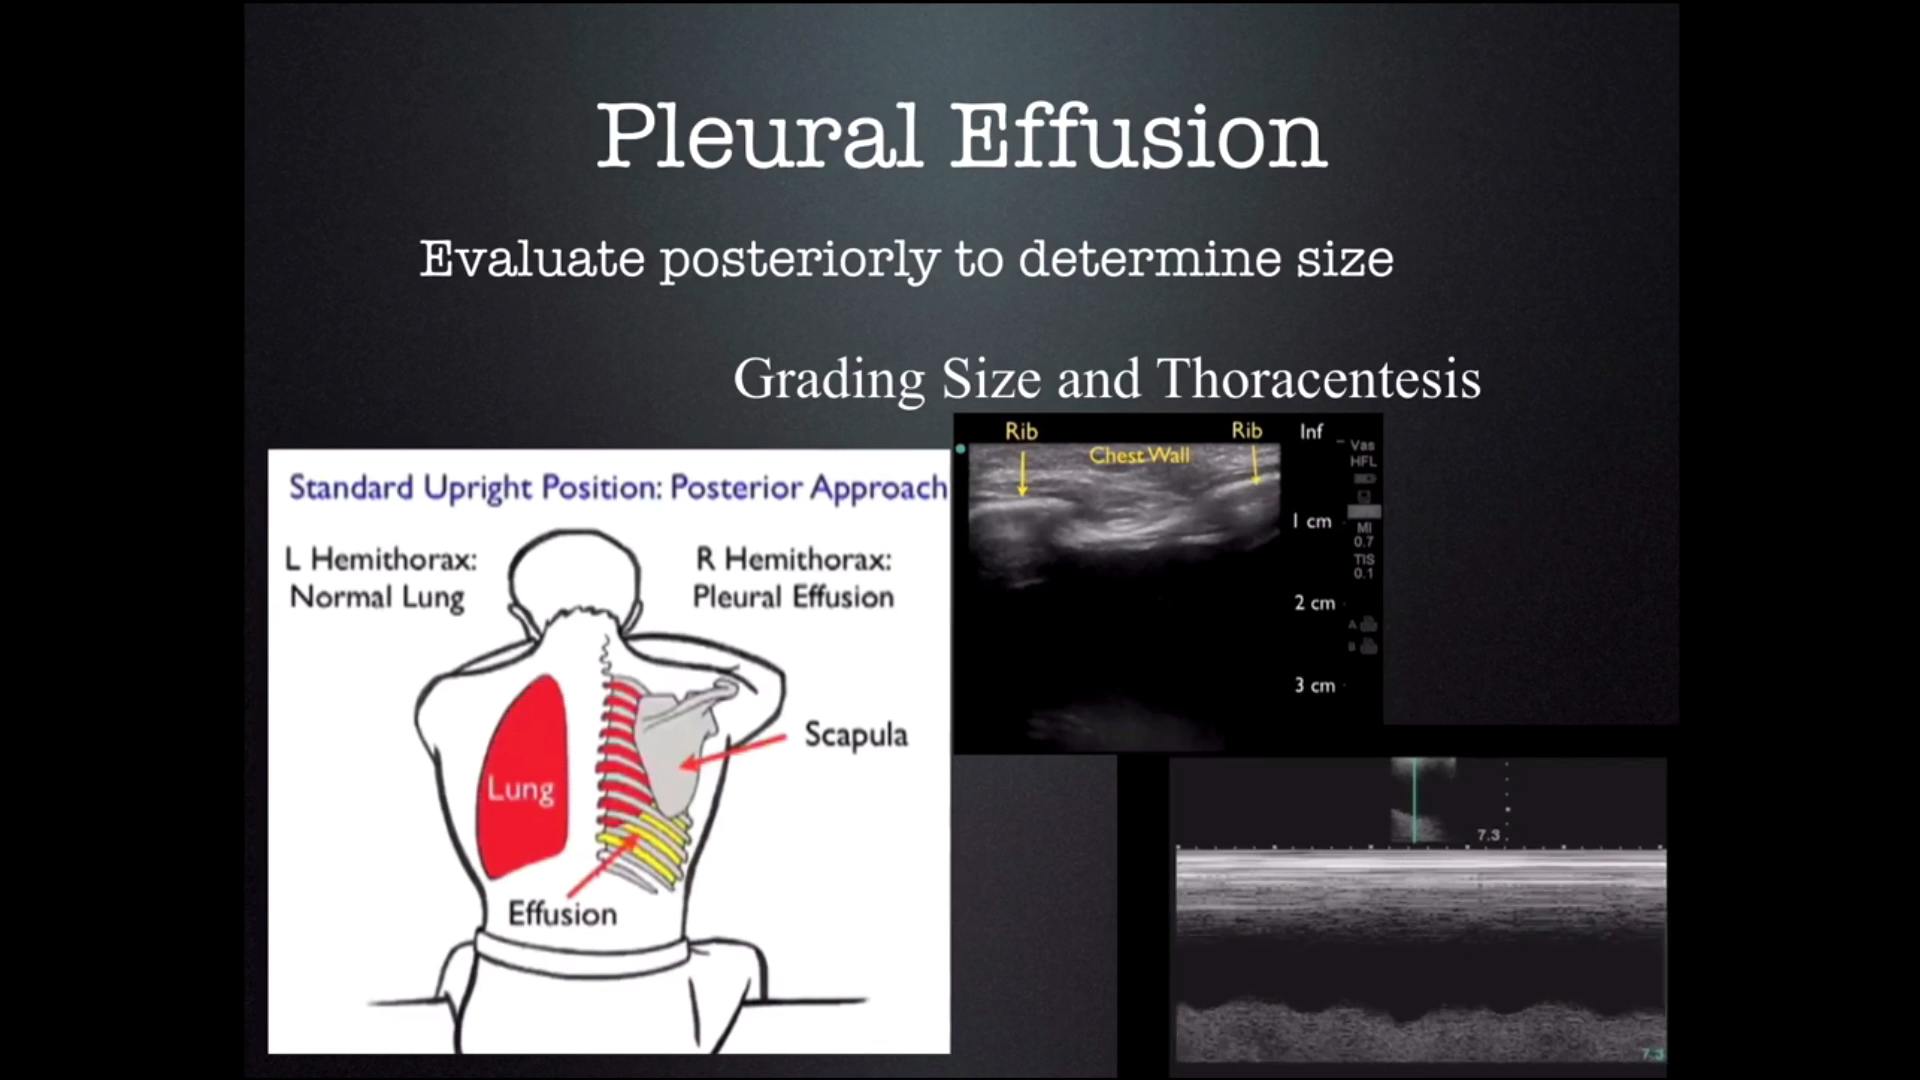 Pleural Effusion
Evaluate posteriorly to determine size
Grading Size and Thoracentesis
Standard Upright Position: Posterior Approach
L Hemithorax:
Normal Lung
R Hemithorax:
Pleural Effusion
Scapula
Lung
Effusion
Rib
Rib
Inf
Chest Wall
Vas
HFL
1 cm
MI
0.7
TIS
0.1
2 cm
A
B
3 cm
7.3
7.3